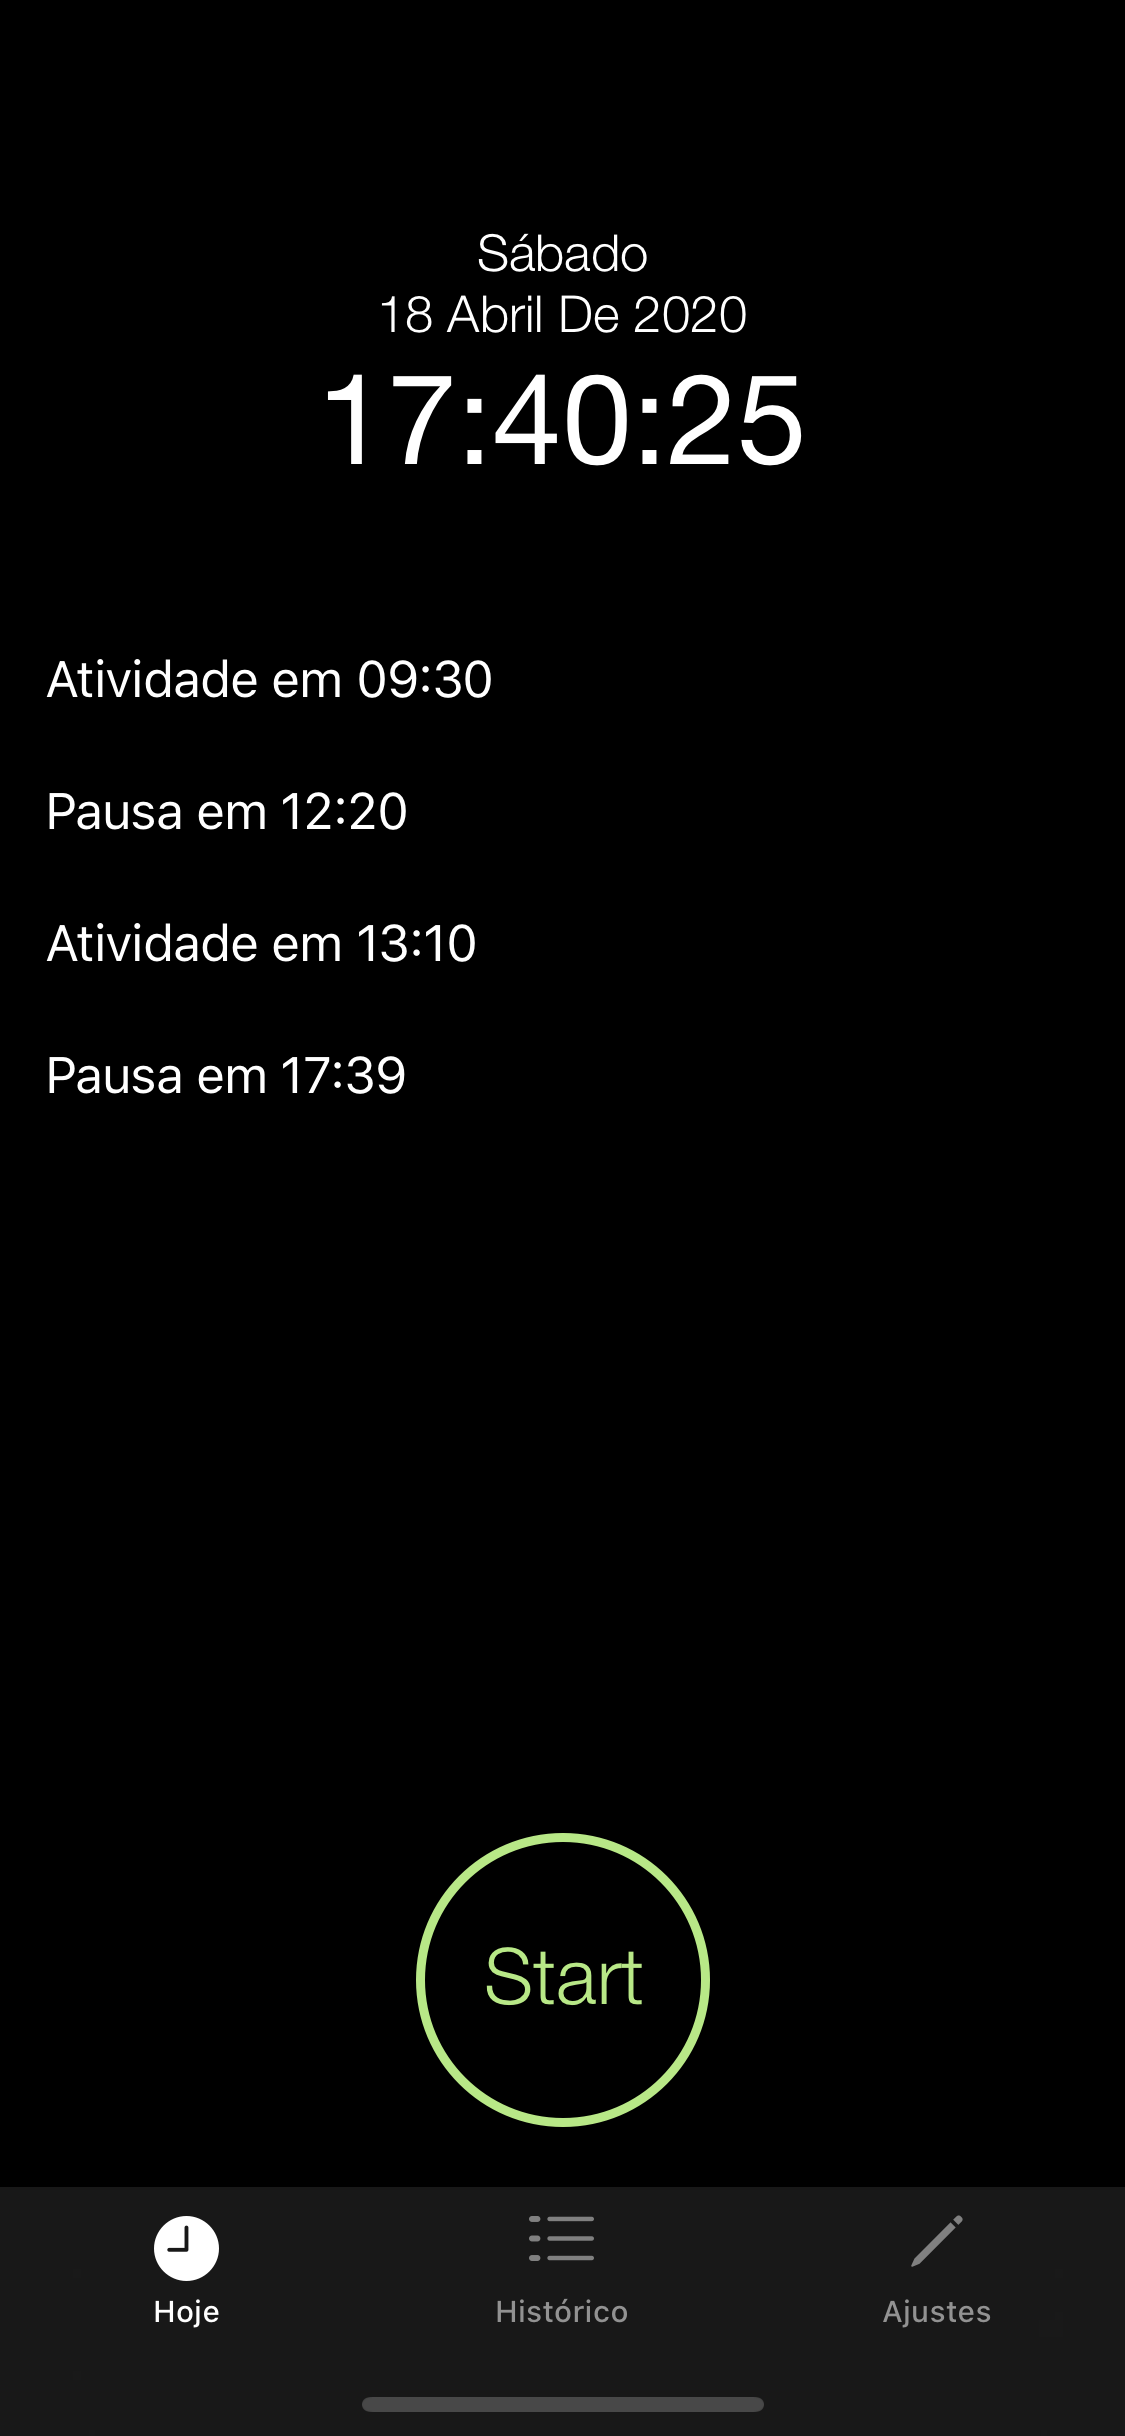 Sábado
18 Abril De 2020
17:40:25
Atividade em 09:30
Pausa em 12:20
Atividade em 13:10
Pausa em 17:39
Start
Hoje
Histórico
Ajustes